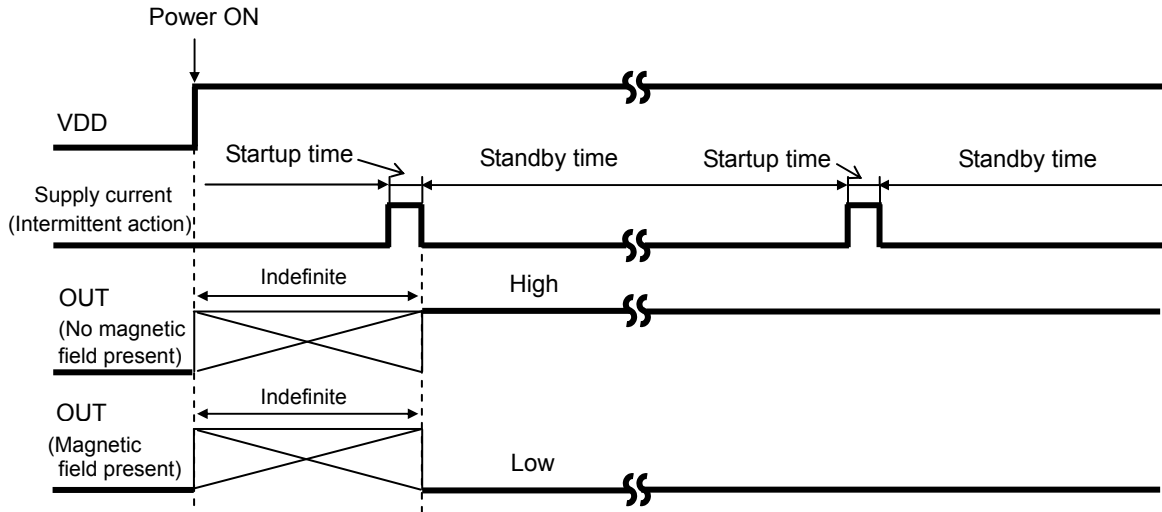 Power ON
VDD
Startup time
Standby time
Startup time
Standby time
Supply current
(Intermittent action)
Indefinite
High
OUT
(No magnetic
field present)
Indefinite
OUT
(Magnetic
field present)
Low